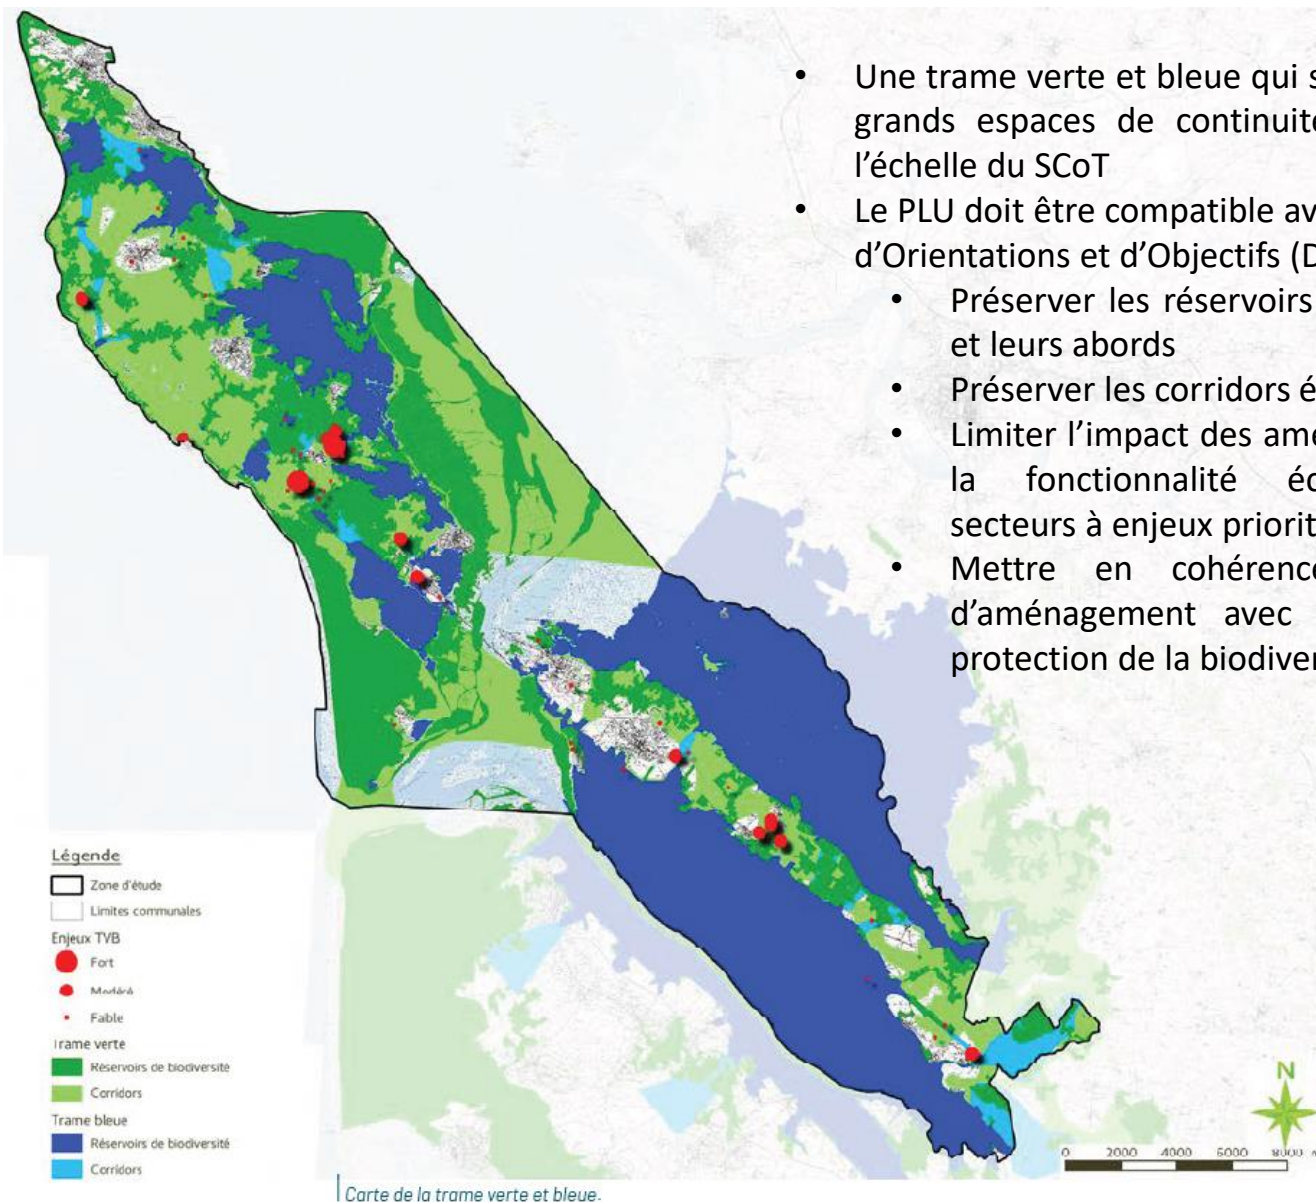 • Une trame verte et bleue qui s
grands espaces de continuité
l'échelle du SCoT
• Le PLU doit être compatible av
d'Orientations et d'Objectifs (D
• Préserver les réservoirs
et leurs abords
• Préserver les corridors é
• Limiter l'impact des amé
la fonctionnalité éc
secteurs à enjeux priorit
• Mettre en cohérence
d'aménagement avec
protection de la biodiver
Légende
Zone d'étude
Limites communales
Enjeux TVB
Fort
Modéré
Faible
Trame verte
Réservoirs de biodiversité
Corridors
Trame bleue
Réservoirs de biodiversité
Corridors
N
0 2000 4000 6000 8000 m
Carte de la trame verte et bleue.